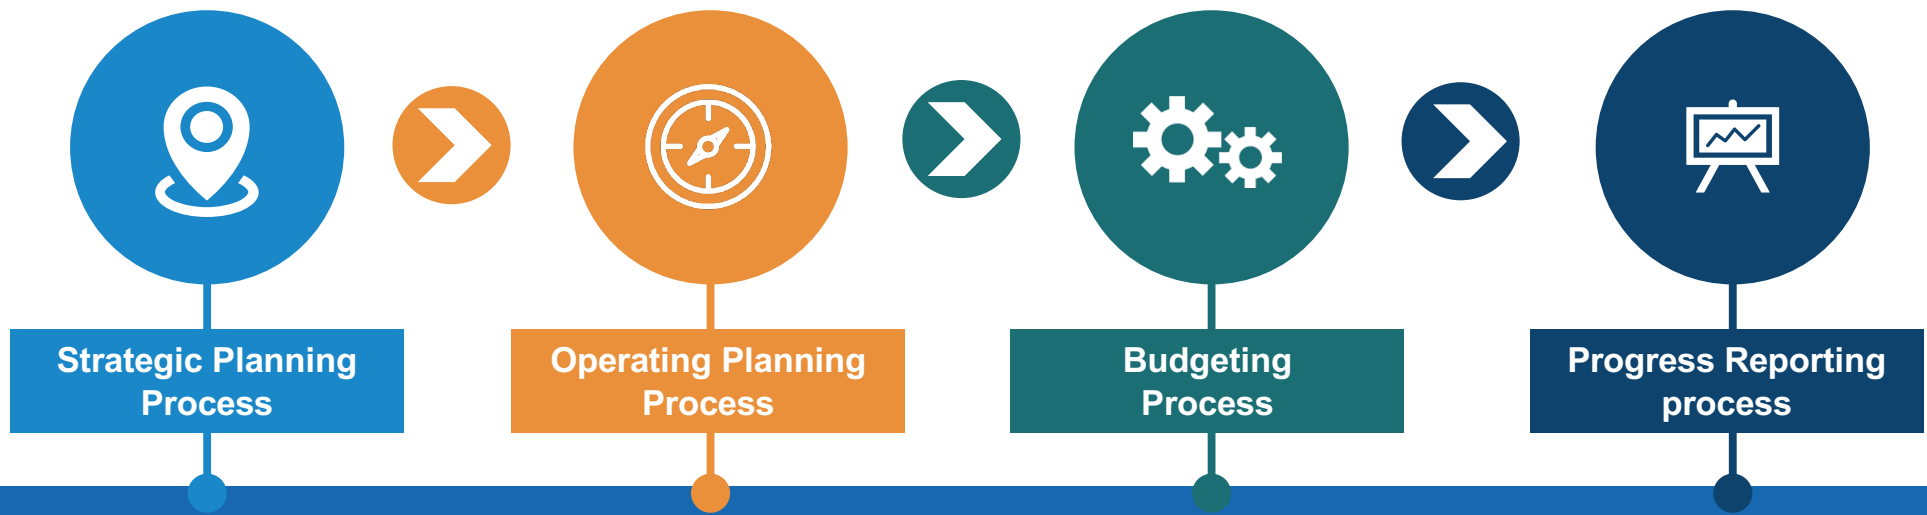 Strategic Planning
Process
Operating Planning
Process
Budgeting
Process
Progress Reporting
process